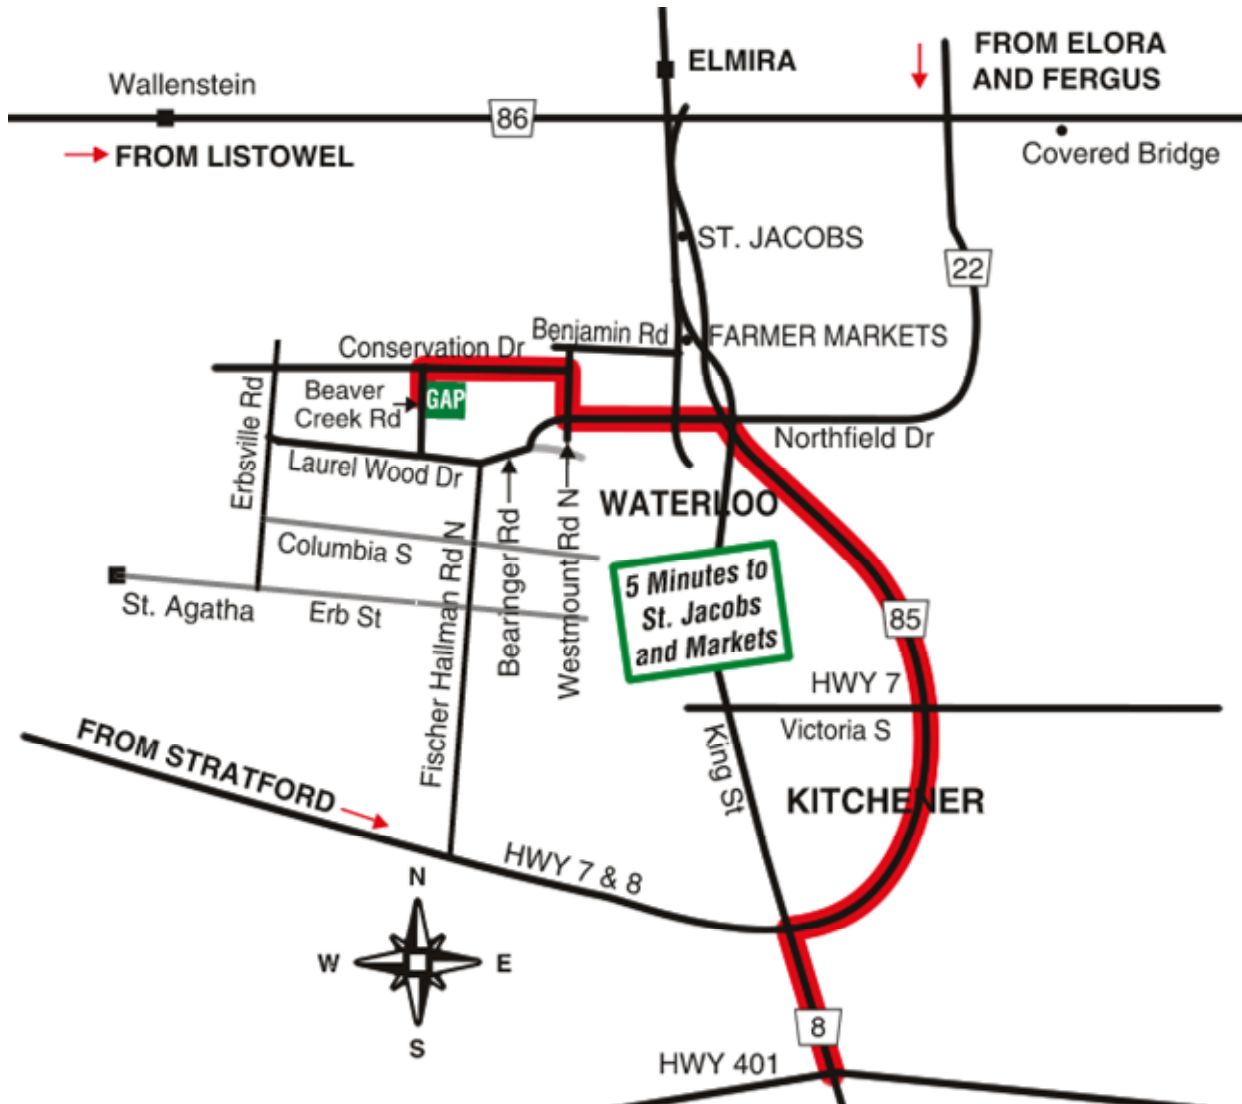 ELMIRA
FROM ELORA
AND FERGUS
Wallenstein
86
FROM LISTOWEL
Covered Bridge
ST. JACOBS
22
Benjamin Rd
FARMER MARKETS
Conservation Dr
Beaver
Creek Rd
GAP
Erbsville Rd
Northfield Dr
Laurel Wood Dr
WATERLOO
Columbia S
Fischer Hallman Rd N
Bearinger Rd
Westmount Rd N
5 Minutes to
St. Jacobs
and Markets
St. Agatha
Erb St
85
HWY 7
Victoria S
King St
FROM STRATFORD
KITCHENER
HWY 7 & 8
N
W
E
S
8
HWY 401